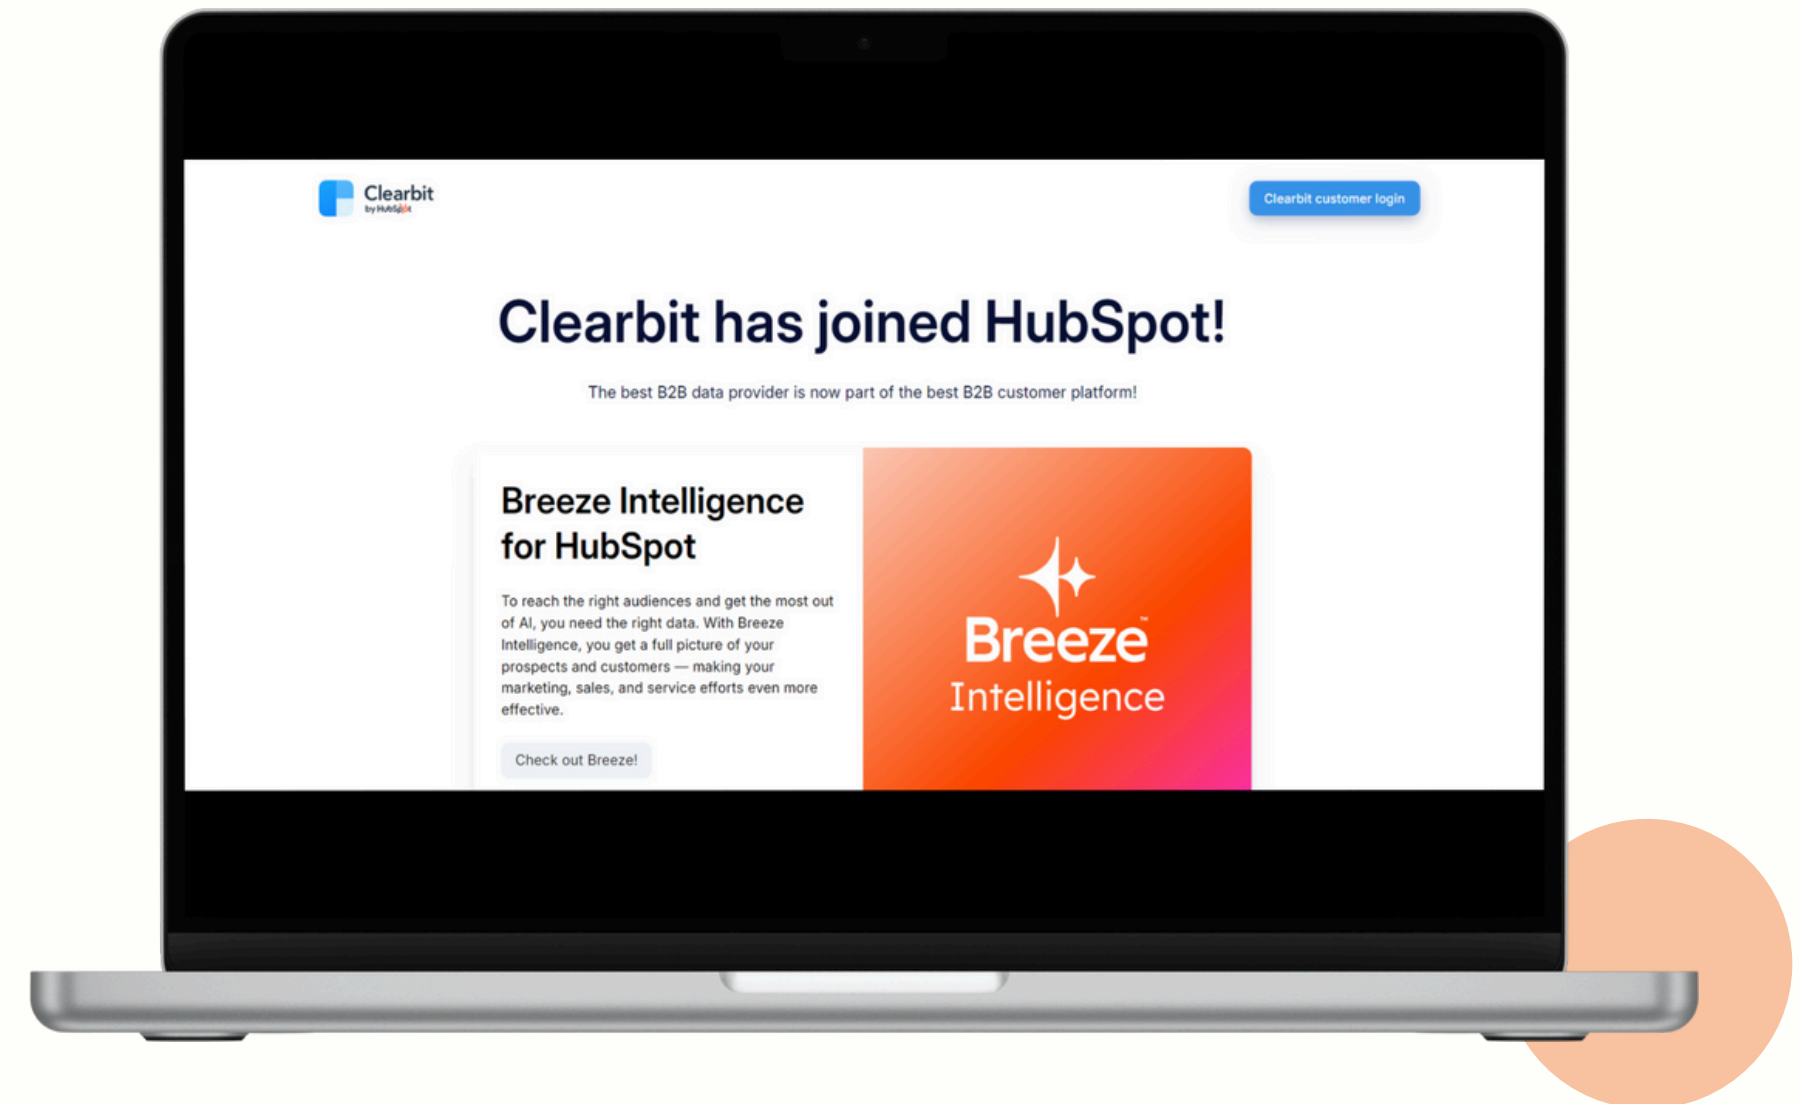 Clearbit
by HubSpot
Clearbit customer login
Clearbit has joined HubSpot!
The best B2B data provider is now part of the best B2B customer platform!
Breeze Intelligence
for HubSpot
To reach the right audiences and get the most out
of AI, you need the right data. With Breeze
Intelligence, you get a full picture of your
prospects and customers — making your
marketing, sales, and service efforts even more
effective.
Check out Breeze!
Breeze™
Intelligence